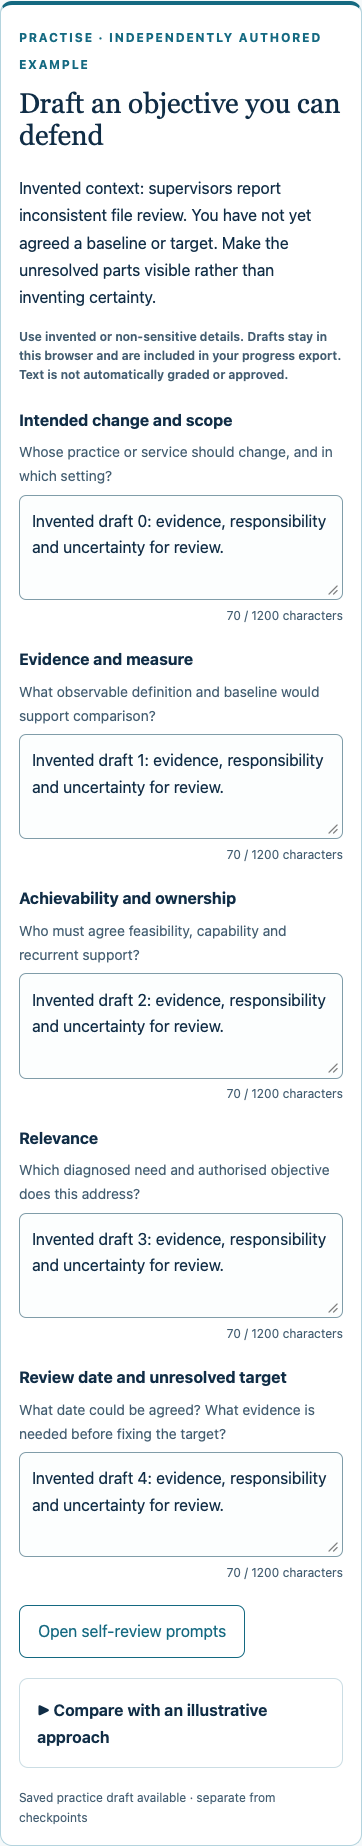 PRACTISE · INDEPENDENTLY AUTHORED
EXAMPLE
Draft an objective you can
defend
Invented context: supervisors report
inconsistent file review. You have not yet
agreed a baseline or target. Make the
unresolved parts visible rather than
inventing certainty.
Use invented or non-sensitive details. Drafts stay in
this browser and are included in your progress export.
Text is not automatically graded or approved.
Intended change and scope
Whose practice or service should change, and in
which setting?
Invented draft 0: evidence, responsibility
and uncertainty for review.
70 / 1200 characters
Evidence and measure
What observable definition and baseline would
support comparison?
Invented draft 1: evidence, responsibility
and uncertainty for review.
70 / 1200 characters
Achievability and ownership
Who must agree feasibility, capability and
recurrent support?
Invented draft 2: evidence, responsibility
and uncertainty for review.
70 / 1200 characters
Relevance
Which diagnosed need and authorised objective
does this address?
Invented draft 3: evidence, responsibility
and uncertainty for review.
70 / 1200 characters
Review date and unresolved target
What date could be agreed? What evidence is
needed before fixing the target?
Invented draft 4: evidence, responsibility
and uncertainty for review.
70 / 1200 characters
Open self-review prompts
Compare with an illustrative
approach
Saved practice draft available · separate from
checkpoints